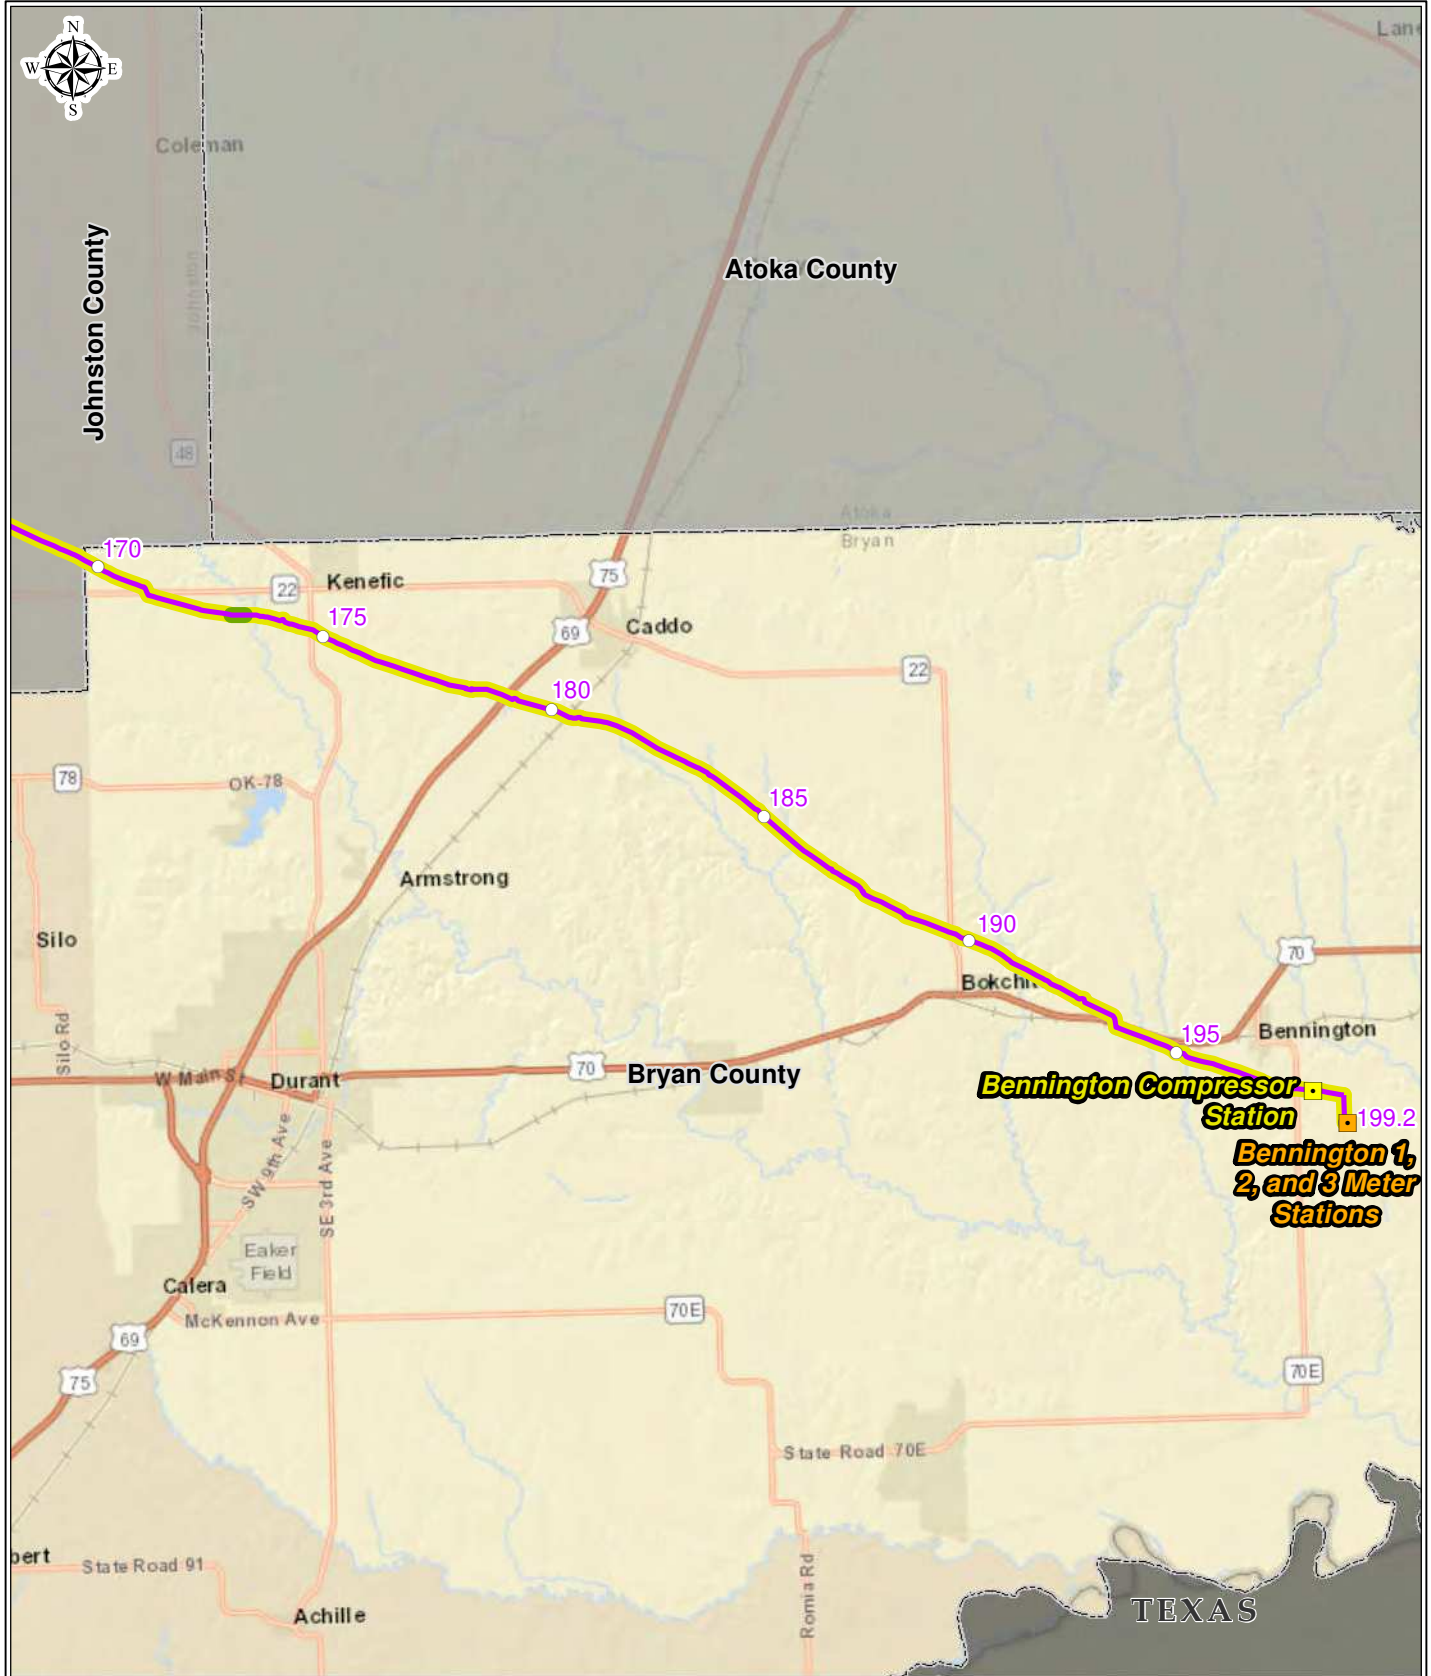 N
W E
S
Lane
Coleman
Johnston County
Johnston
Atoka County
48
Atoka
Bryan
170
22
Kenefic
75
175
69
Caddo
22
180
78
OK-78
185
Armstrong
Silo
190
70
Bokchit
Silo Rd
195
Bennington
W Main St
Durant
70
Bryan County
Bennington Compressor
Station
199.2
Bennington 1,
2, and 3 Meter
Stations
SW 9th Ave
SE 3rd Ave
Eaker
Field
Calera
McKennon Ave
70E
69
75
70E
State Road 70E
bert
State Road 91
Romia Rd
Achille
TEXAS